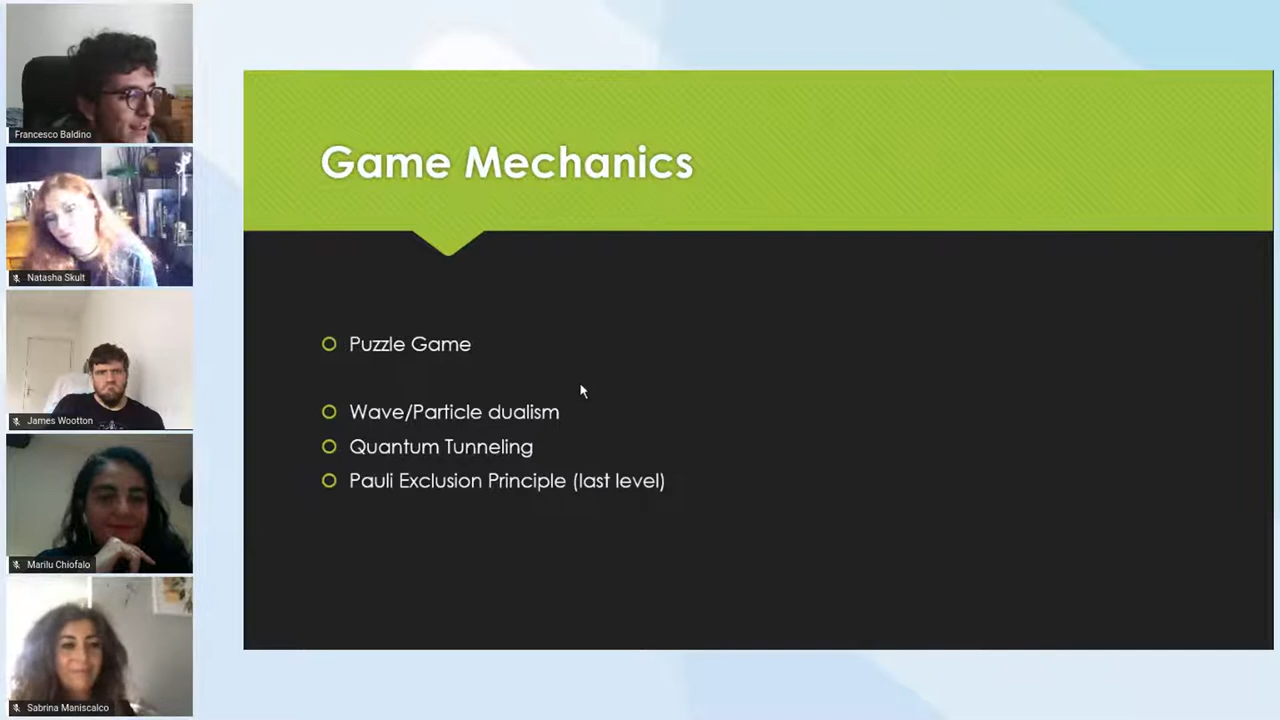 Francesco Baldino
Natasha Skult
James Wootton
Marilu Chiofalo
Sabrina Maniscalco
Game Mechanics
Puzzle Game
Wave/Particle dualism
Quantum Tunneling
Pauli Exclusion Principle (last level)